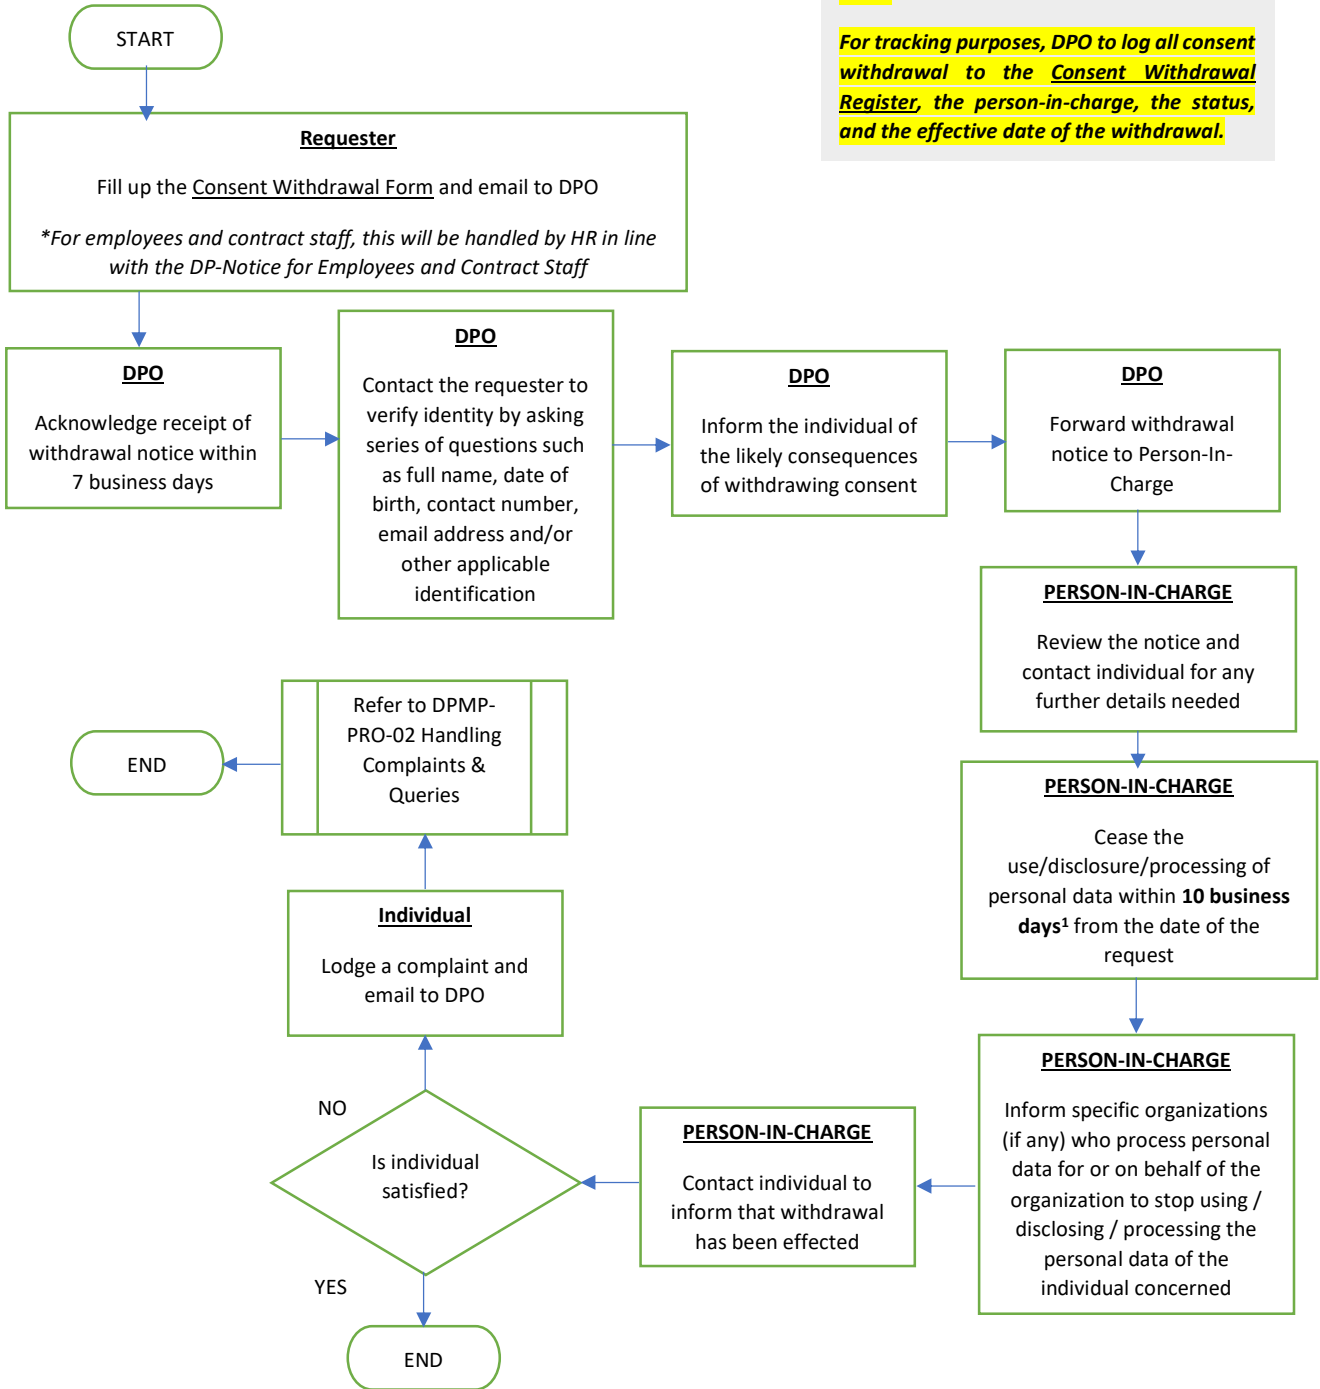 START
For tracking purposes, DPO to log all consent
withdrawal to the Consent Withdrawal
Register, the person-in-charge, the status,
and the effective date of the withdrawal.
Requester
Fill up the Consent Withdrawal Form and email to DPO
*For employees and contract staff, this will be handled by HR in line
with the DP-Notice for Employees and Contract Staff
DPO
Acknowledge receipt of
withdrawal notice within
7 business days
DPO
Contact the requester to
verify identity by asking
series of questions such
as full name, date of
birth, contact number,
email address and/or
other applicable
identification
DPO
Inform the individual of
the likely consequences
of withdrawing consent
DPO
Forward withdrawal
notice to Person-In-
Charge
PERSON-IN-CHARGE
Review the notice and
contact individual for any
further details needed
PERSON-IN-CHARGE
Cease the
use/disclosure/processing of
personal data within 10 business
days¹ from the date of the
request
PERSON-IN-CHARGE
Inform specific organizations
(if any) who process personal
data for or on behalf of the
organization to stop using /
disclosing / processing the
personal data of the
individual concerned
PERSON-IN-CHARGE
Contact individual to
inform that withdrawal
has been effected
Is individual
satisfied?
NO
Individual
Lodge a complaint and
email to DPO
Refer to DPMP-
PRO-02 Handling
Complaints &
Queries
END
YES
END